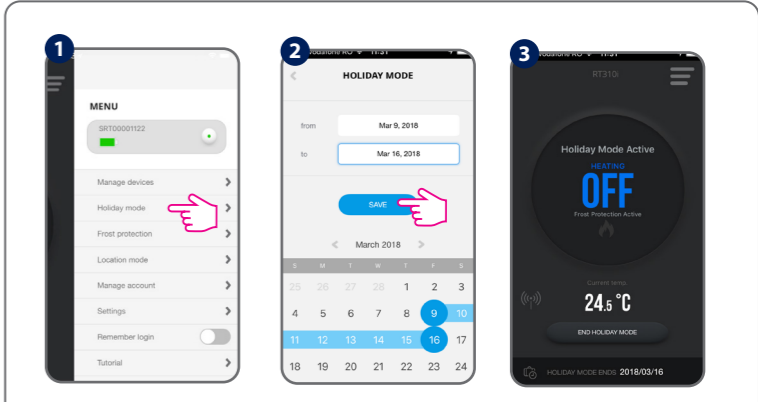 1
MENU
SRT00001122
Manage devices
Holiday mode
Frost protection
Location mode
Manage account
Settings
Remember login
Tutorial
2
HOLIDAY MODE
from Mar 9, 2018
to Mar 16, 2018
SAVE
March 2018
S M T W T F S
25 26 27 28 1 2 3
4 5 6 7 8 9 10
11 12 13 14 15 16 17
18 19 20 21 22 23 24
3
RT310i
Holiday Mode Active
HEATING
OFF
Frost Protection Active
Current temp.
24.5 °C
END HOLIDAY MODE
HOLIDAY MODE ENDS 2018/03/16